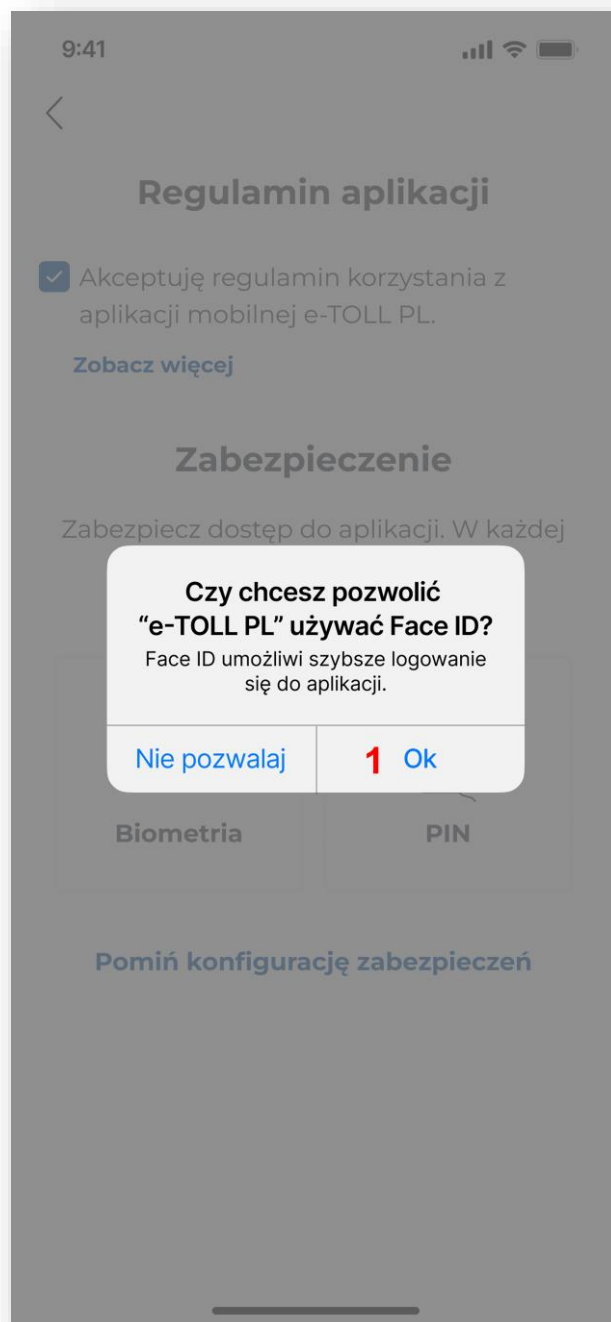 9:41
Regulamin aplikacji
Akceptuję regulamin korzystania z
aplikacji mobilnej e-TOLL PL.
Zobacz więcej
Zabezpieczenie
Zabezpiecz dostęp do aplikacji. W każdej
Czy chcesz pozwolić
“e-TOLL PL” używać Face ID?
Face ID umożliwi szybsze logowanie
się do aplikacji.
Nie pozwalaj 1 Ok
Biometria PIN
Pomiń konfigurację zabezpieczeń